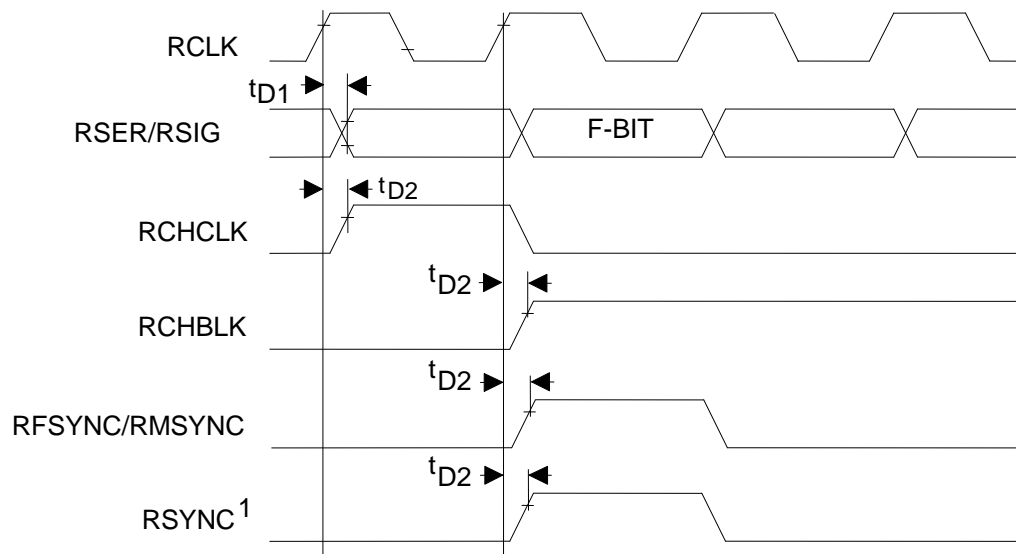 RCLK
tD1
RSER/RSIG
F-BIT
tD2
RCHCLK
tD2
RCHBLK
tD2
RFSYNC/RMSYNC
tD2
RSYNC1